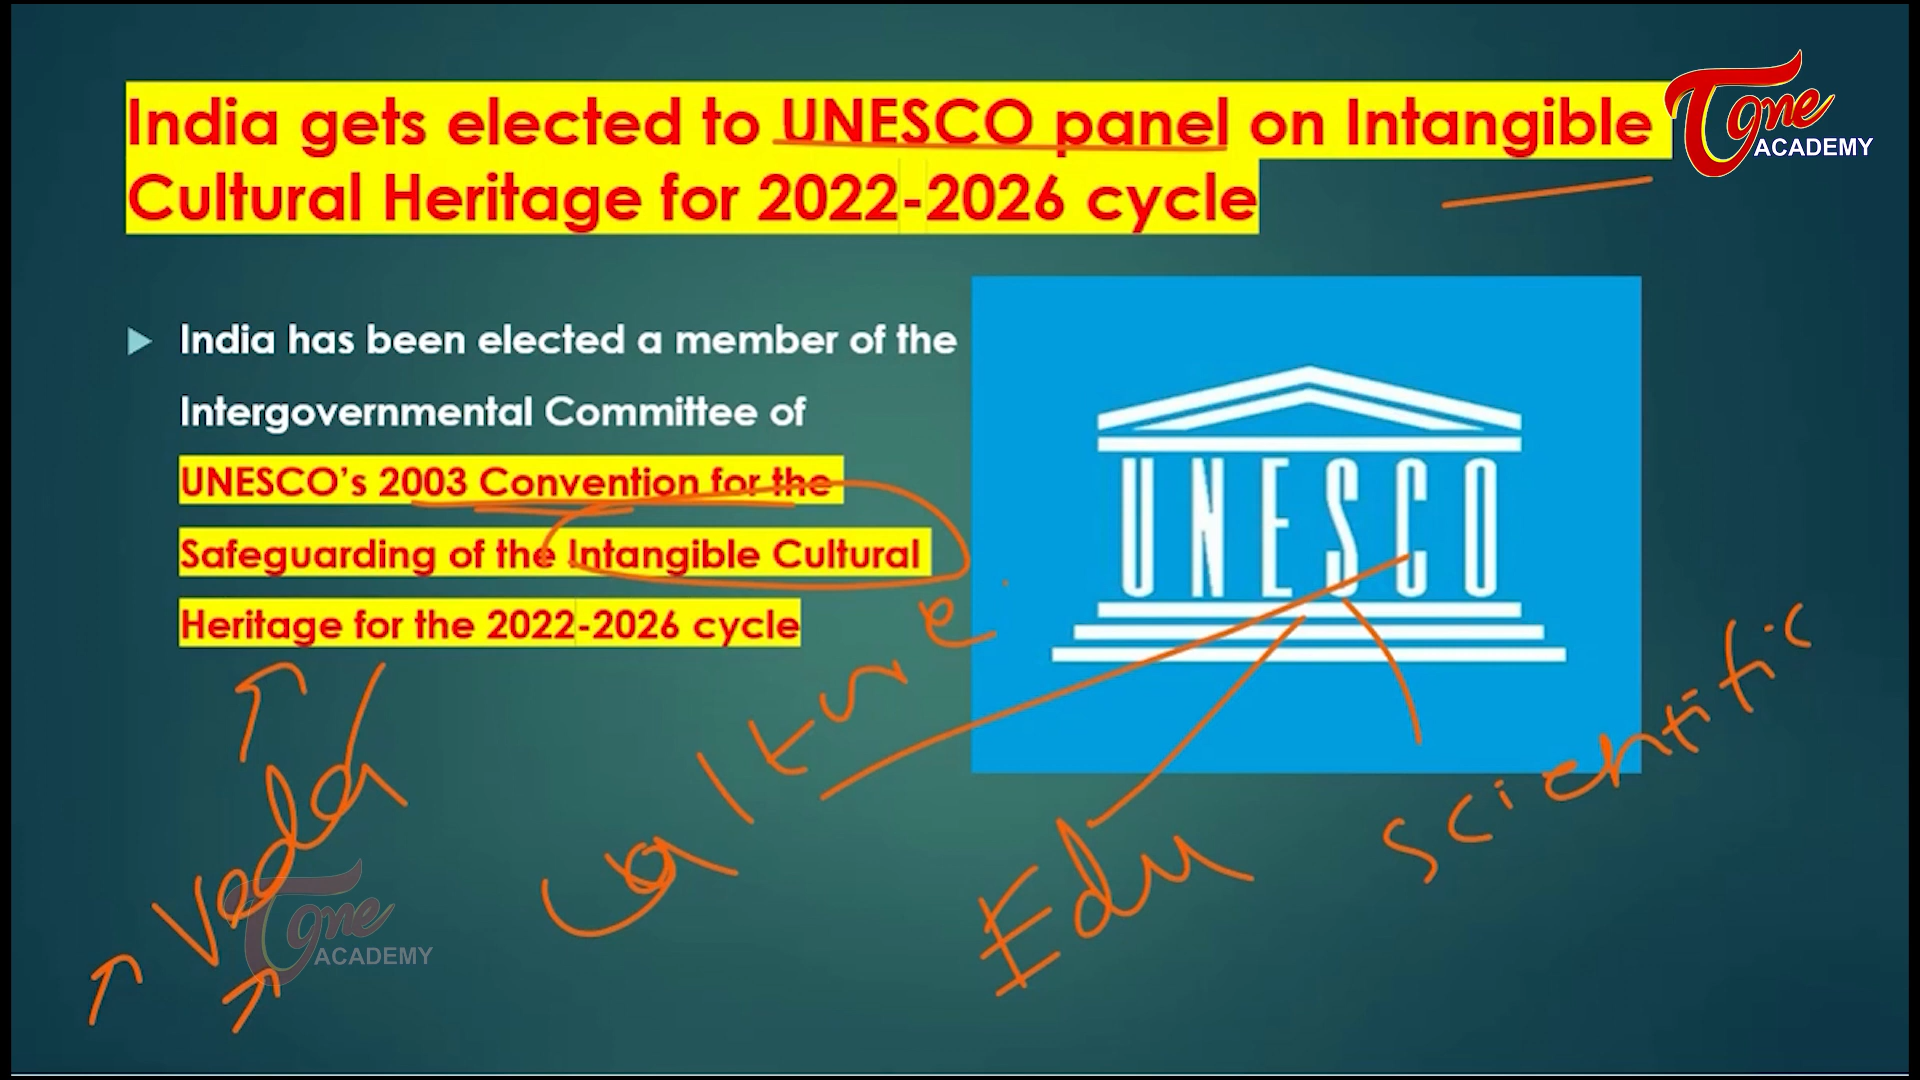 India gets elected to UNESCO panel on Intangible
Cultural Heritage for 2022-2026 cycle
Tone
ACADEMY
India has been elected a member of the
Intergovernmental Committee of
UNESCO's 2003 Convention for the
Safeguarding of the Intangible Cultural
Heritage for the 2022-2026 cycle
UNESCO
Culture
Edu
Scientific
Veda
Tone
ACADEMY